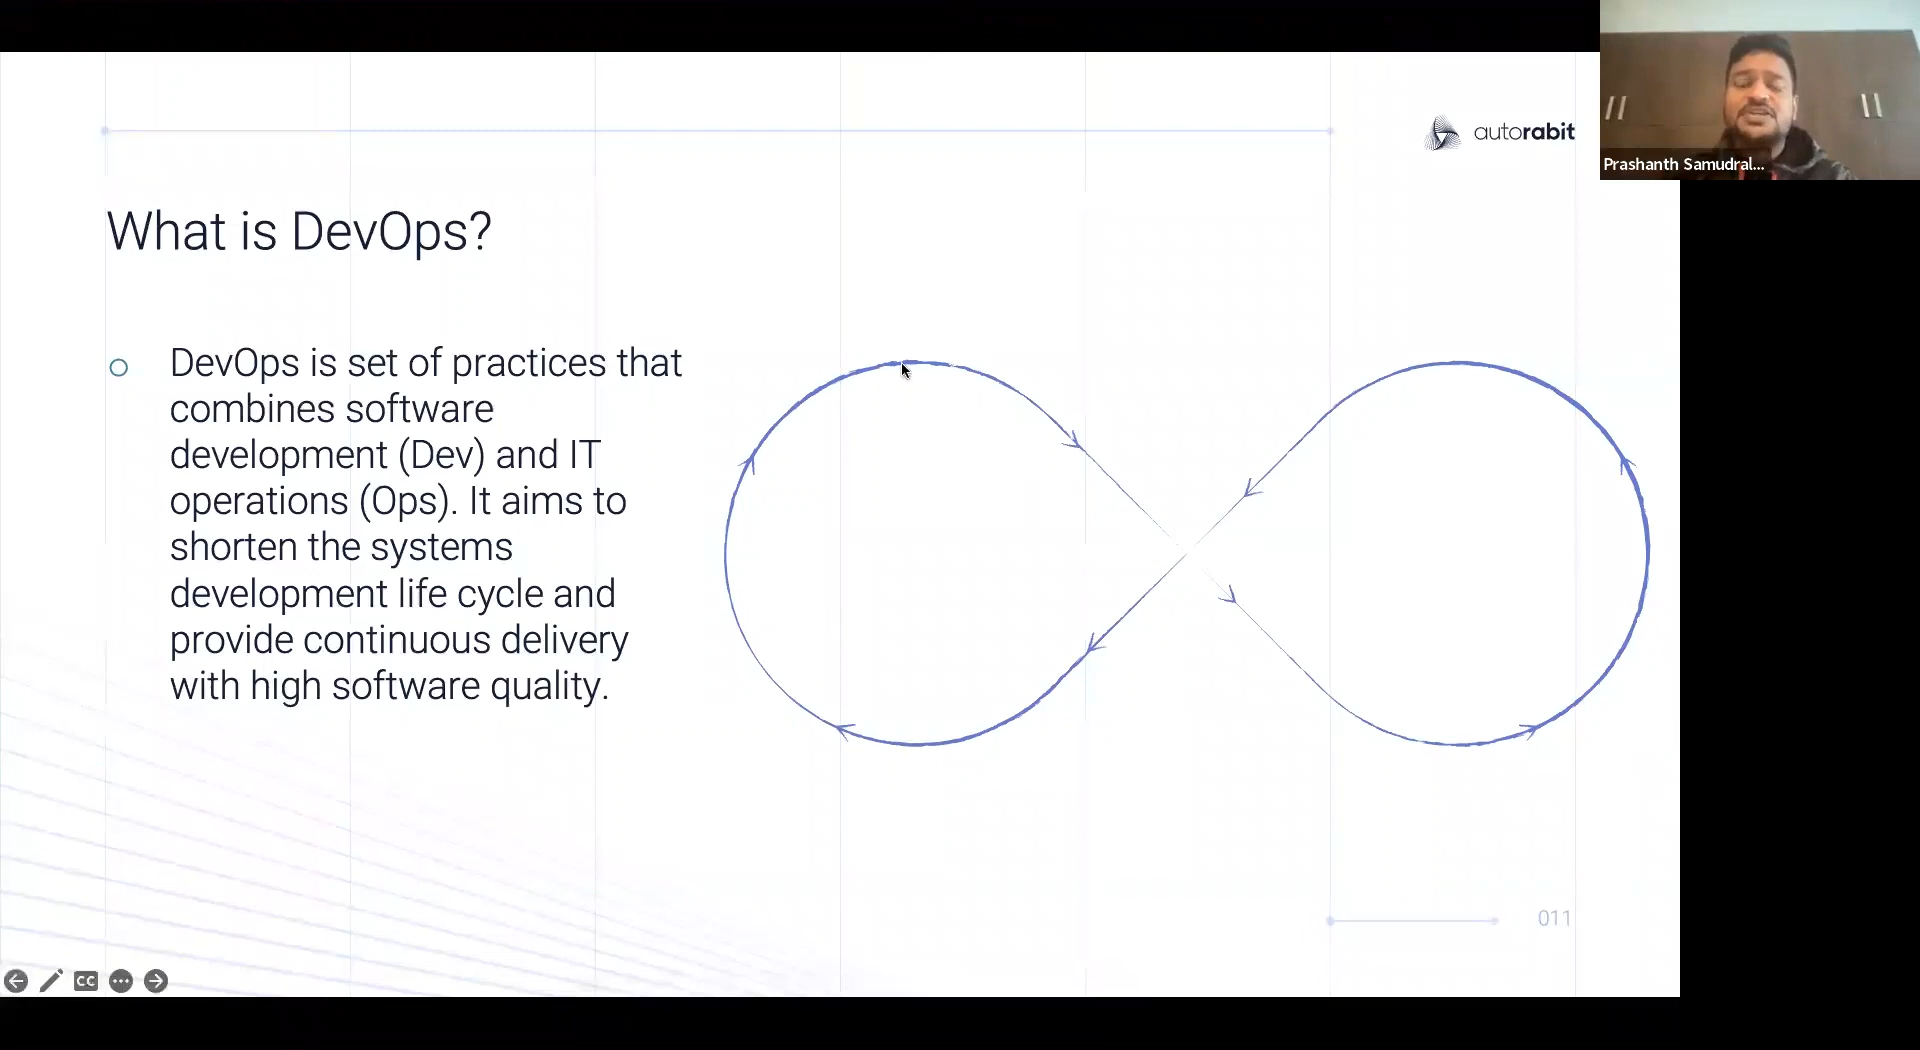 autorabit
Prashanth Samudral...
What is DevOps?
DevOps is set of practices that
combines software
development (Dev) and IT
operations (Ops). It aims to
shorten the systems
development life cycle and
provide continuous delivery
with high software quality.
011
CC